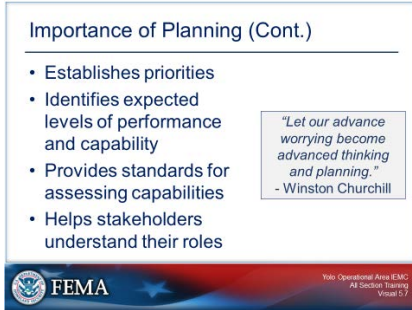 Importance of Planning (Cont.)
• Establishes priorities
• Identifies expected
levels of performance
and capability
• Provides standards for
assessing capabilities
• Helps stakeholders
understand their roles
“Let our advance
worrying become
advanced thinking
and planning.”
- Winston Churchill
FEMA
Yolo Operational Area IEMC
All Section Training
Visual 5.7